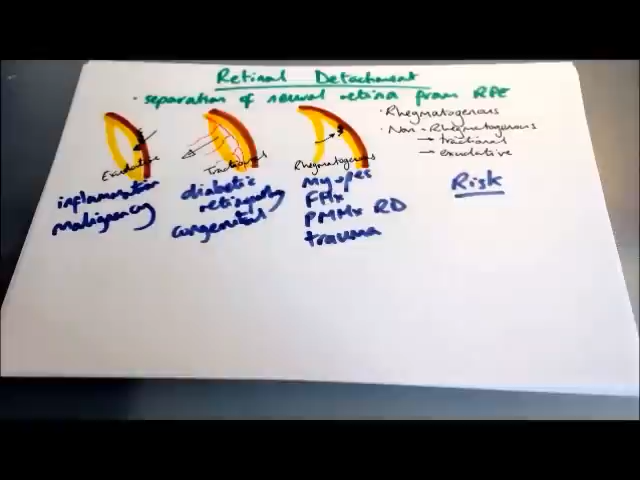 Retinal Detachment
· separation of neural retina from RPE
· Rhegmatogenous
· Non-Rhegmatogenous
→ tractional
→ exudative
Exudative
Tractional
Rhegmatogenous
inflammation
malignancy
diabetic
retinopathy
congenital
myopes
FHx
PMHx RD
trauma
Risk